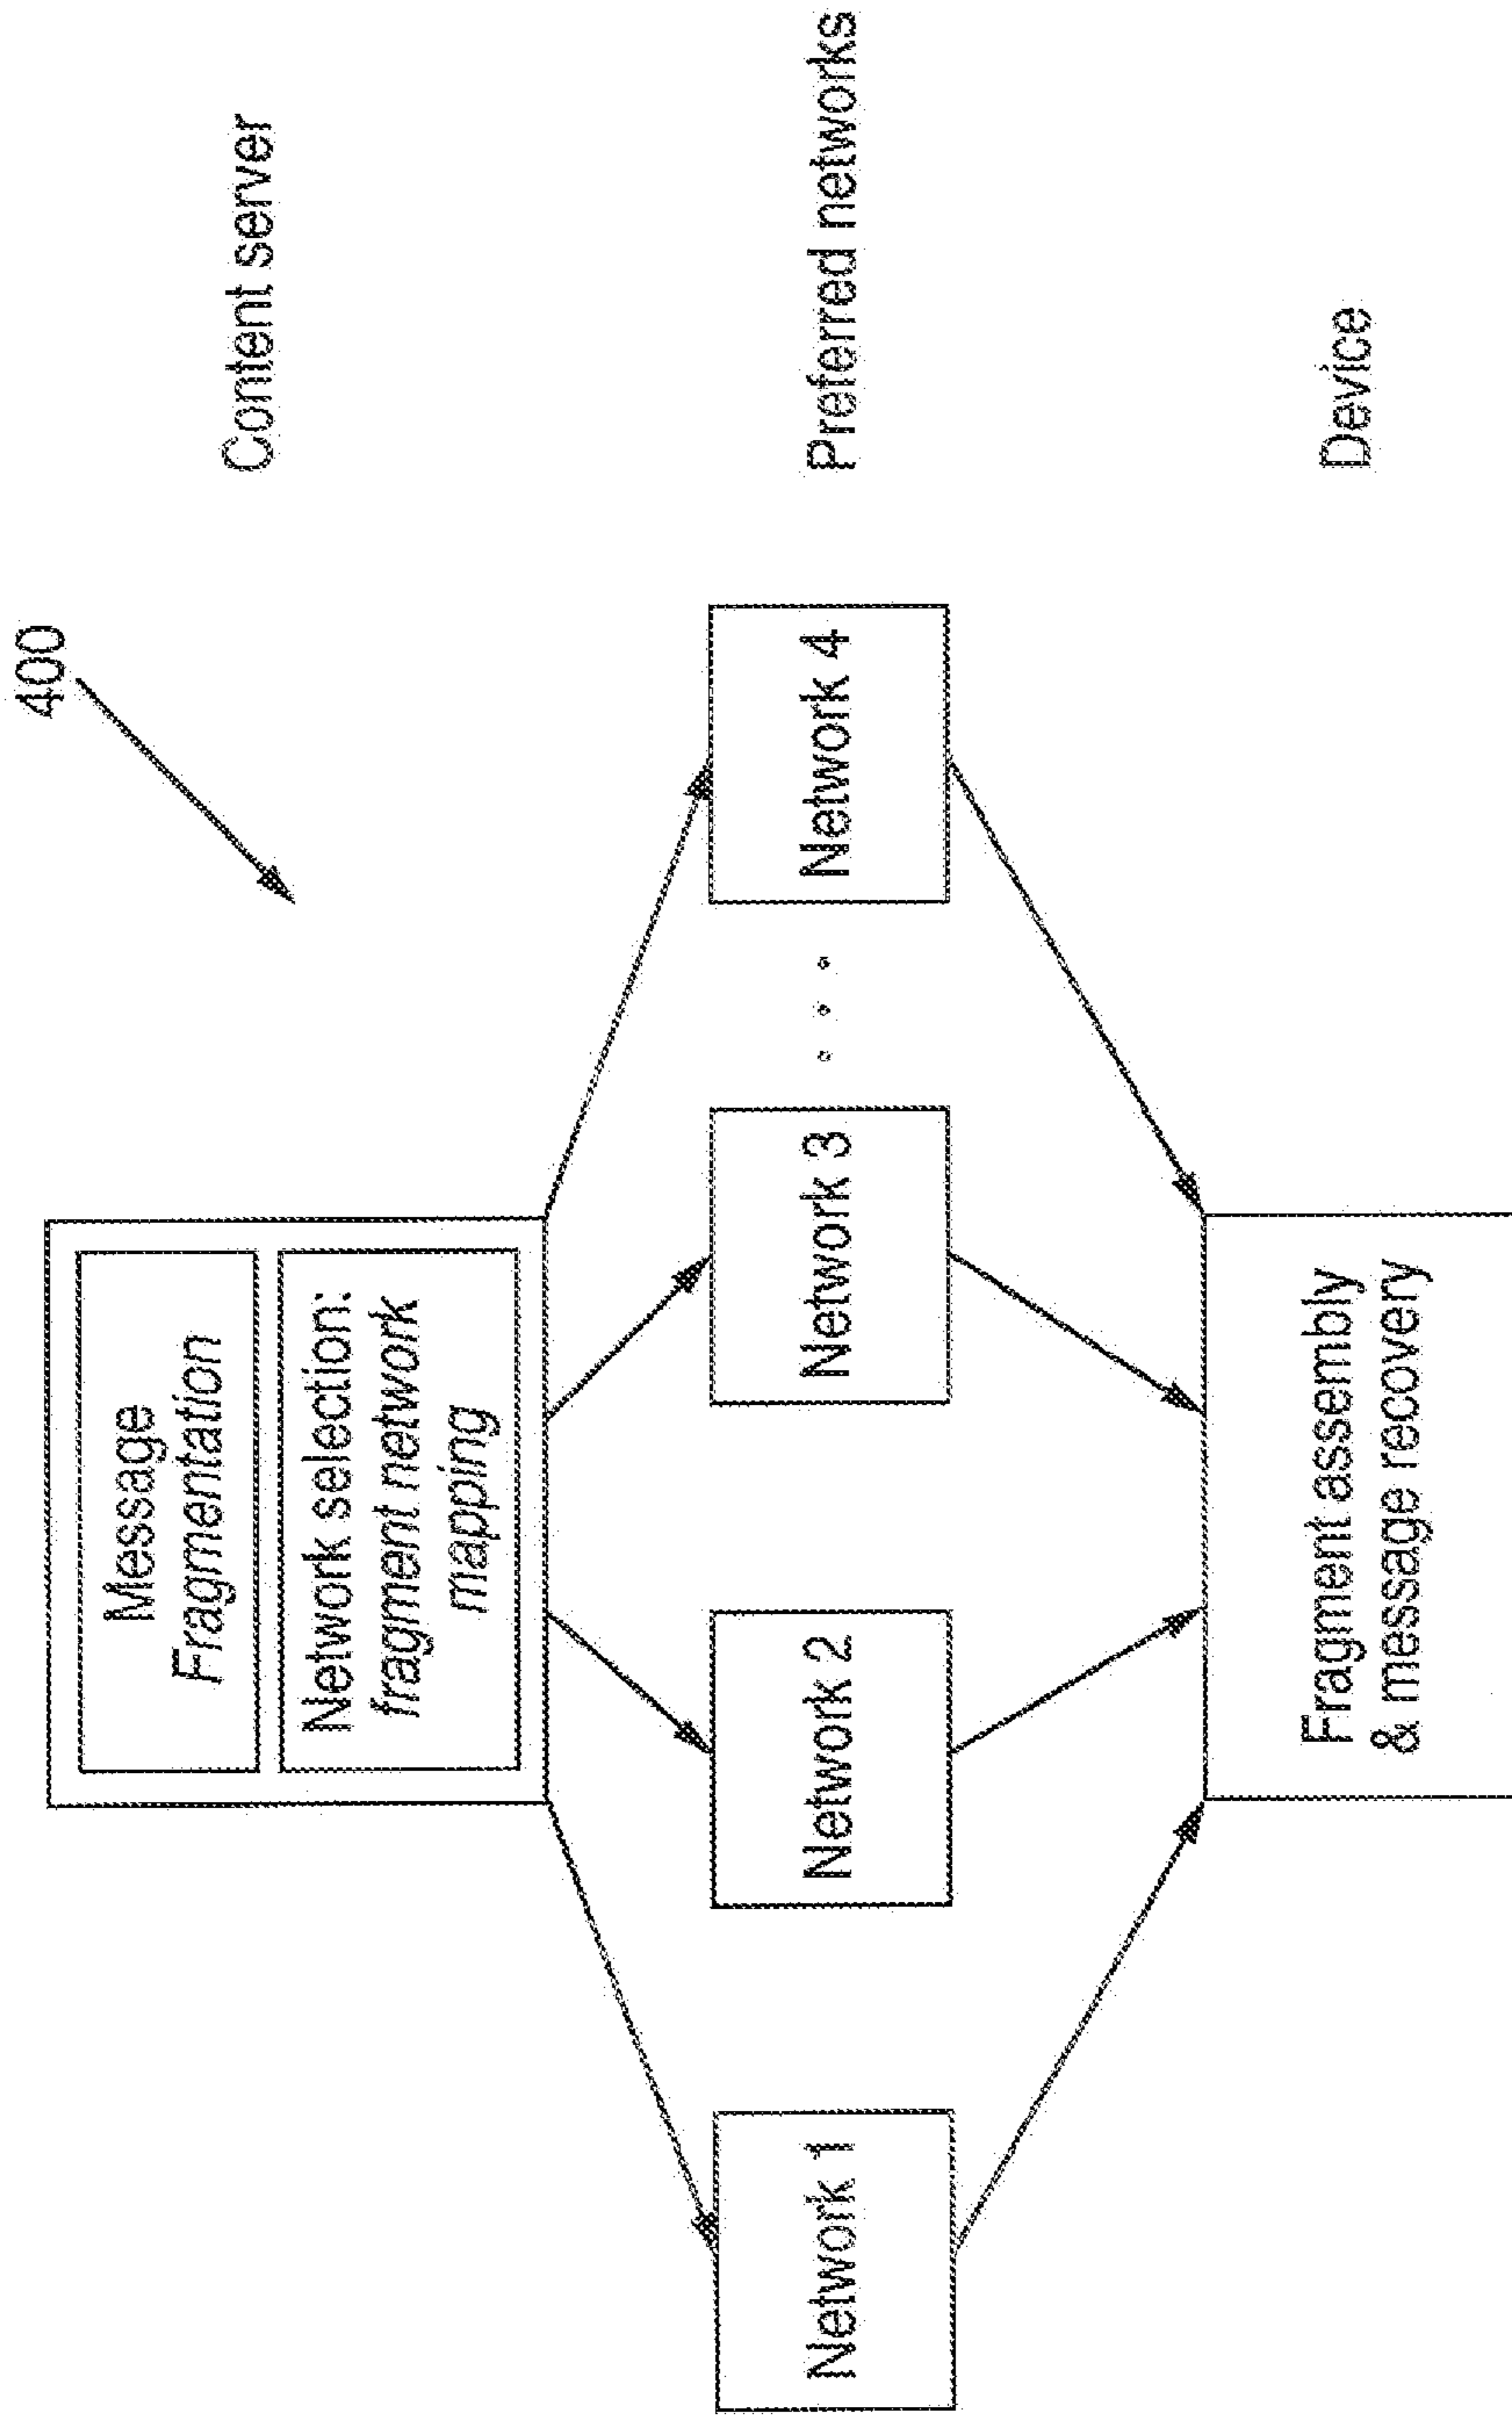 400
Content server
Message
Fragmentation
Network selection:
fragment network
mapping
Preferred networks
Network 1
Network 2
Network 3
Network 4
Device
Fragment assembly
& message recovery